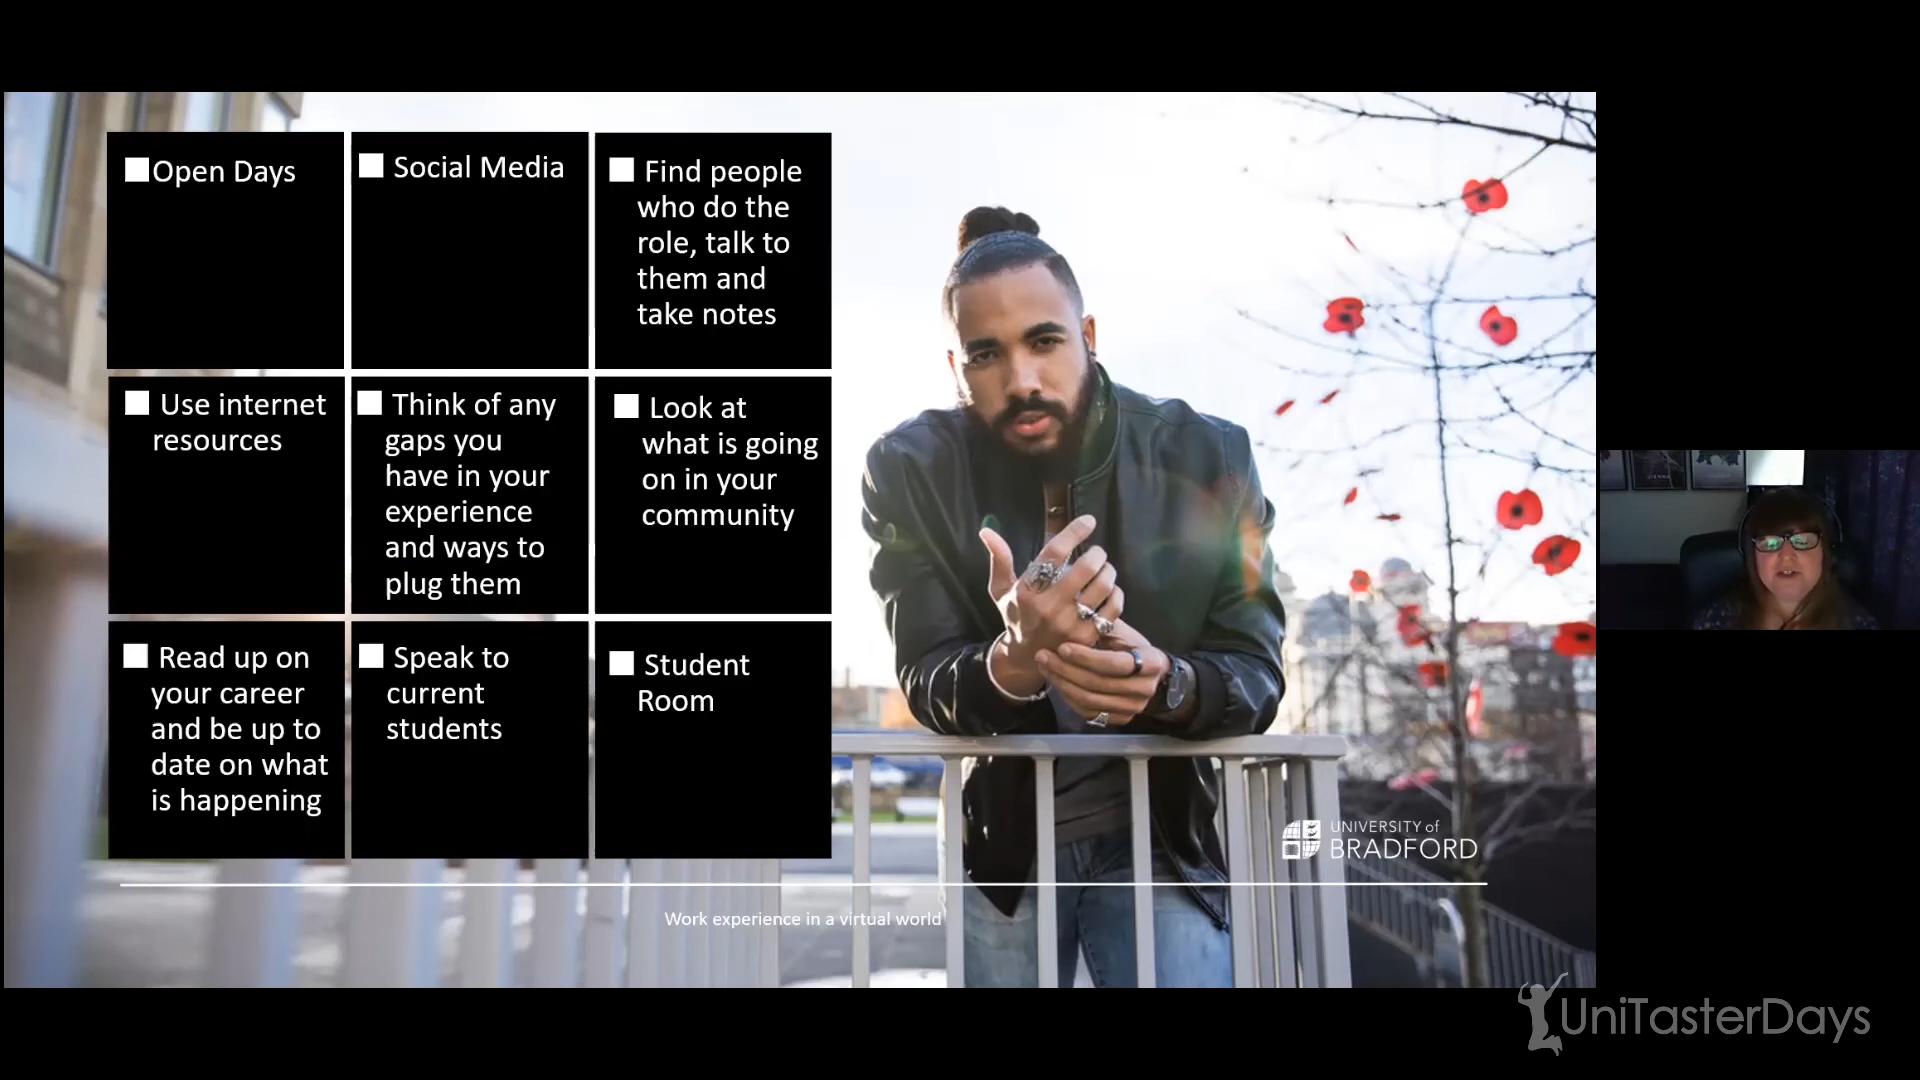 Open Days
Social Media
Find people
who do the
role, talk to
them and
take notes
Use internet
resources
Think of any
gaps you
have in your
experience
and ways to
plug them
Look at
what is going
on in your
community
Read up on
your career
and be up to
date on what
is happening
Speak to
current
students
Student
Room
UNIVERSITY of
BRADFORD
Work experience in a virtual world
UniTasterDays